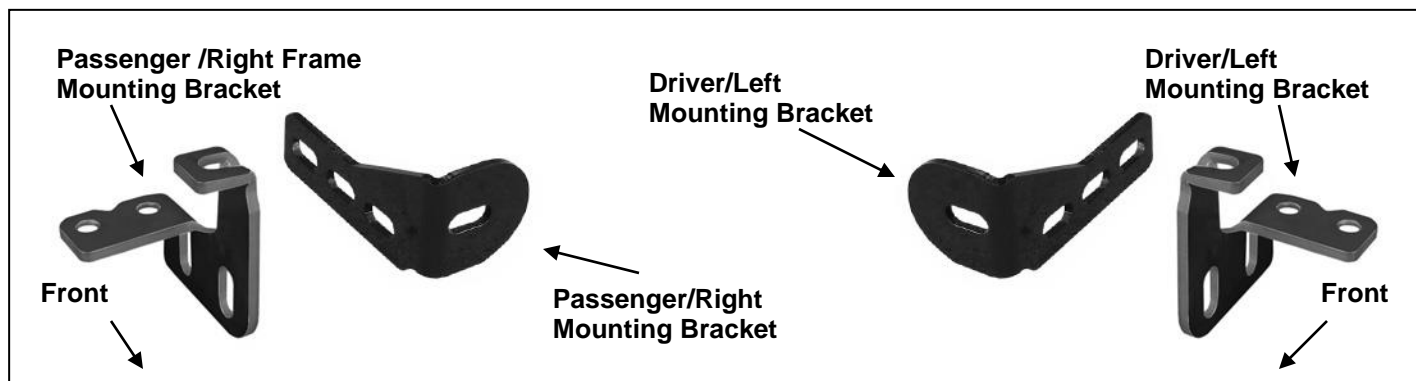 Passenger /Right Frame
Mounting Bracket
Driver/Left
Mounting Bracket
Driver/Left
Mounting Bracket
Front
Passenger/Right
Mounting Bracket
Front